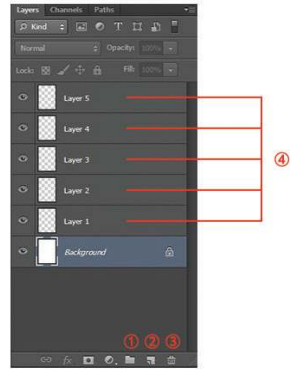 Layers Channels Paths
Kind T
Normal Opacity: 100%
Lock: Fill: 100%
Layer 5
Layer 4
Layer 3
Layer 2
Layer 1
Background
④
① ② ③
fx